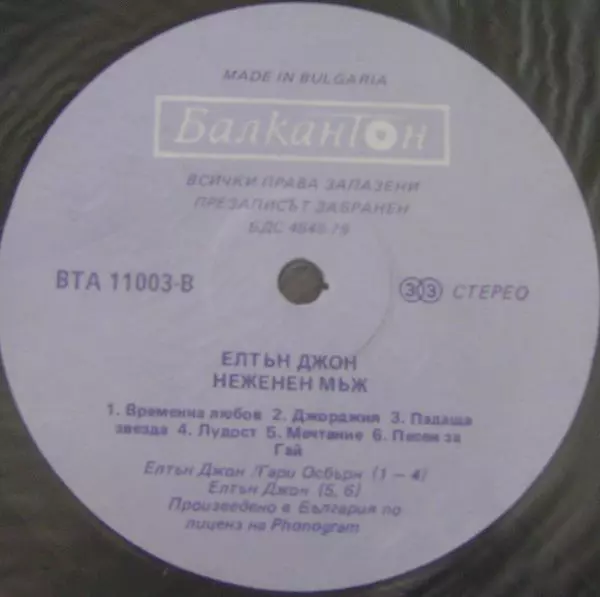 MADE IN BULGARIA
Балкантон
ВСИЧКИ ПРАВА ЗАПАЗЕНИ
ПРЕЗАПИСЪТ ЗАБРАНЕН
БДС 4548-79
ВТА 11003-В
33 СТЕРЕО
ЕЛТЪН ДЖОН
НЕЖЕНЕН МЪЖ
1. Временна любов 2. Джорджия 3. Падаща
звезда 4. Лудост 5. Мечтание 6. Песен за
Гай
Елтън Джон /Гари Осбърн (1 – 4)
Елтън Джон (5, 6)
Произведено в България по
лиценз на Phonogram